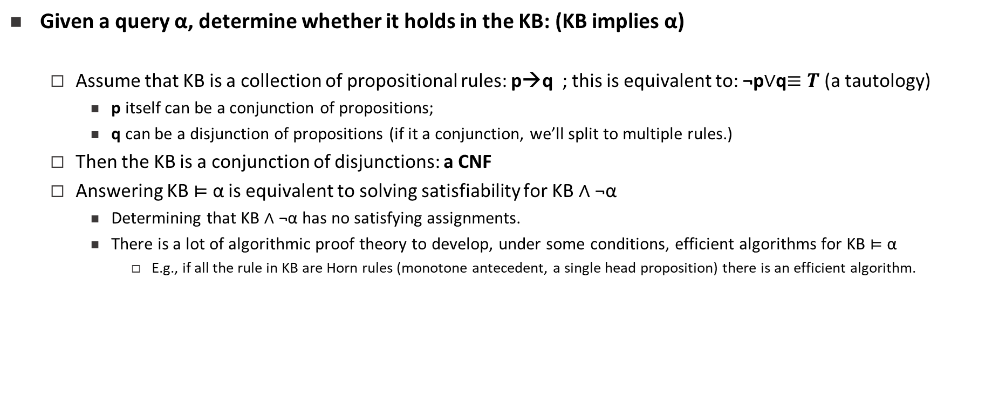 ■ Given a query α, determine whether it holds in the KB: (KB implies α)
□ Assume that KB is a collection of propositional rules: p→q ; this is equivalent to: ¬p∨q≡ T (a tautology)
■ p itself can be a conjunction of propositions;
■ q can be a disjunction of propositions (if it a conjunction, we’ll split to multiple rules.)
□ Then the KB is a conjunction of disjunctions: a CNF
□ Answering KB ⊨ α is equivalent to solving satisfiability for KB ∧ ¬α
■ Determining that KB ∧ ¬α has no satisfying assignments.
■ There is a lot of algorithmic proof theory to develop, under some conditions, efficient algorithms for KB ⊨ α
□ E.g., if all the rule in KB are Horn rules (monotone antecedent, a single head proposition) there is an efficient algorithm.